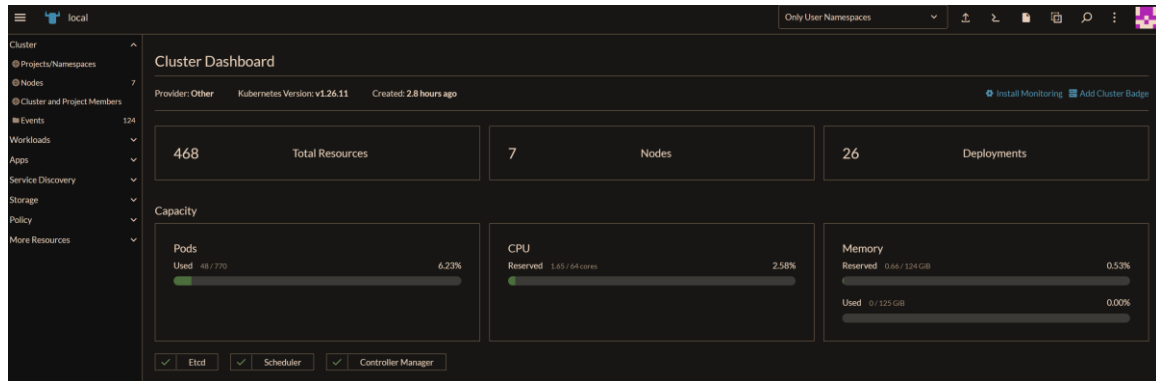 local
Only User Namespaces
Cluster
Projects/Namespaces
Nodes 7
Cluster and Project Members
Events 124
Workloads
Apps
Service Discovery
Storage
Policy
More Resources
Cluster Dashboard
Provider: Other Kubernetes Version: v1.26.11 Created: 2.8 hours ago
Install Monitoring Add Cluster Badge
468 Total Resources
7 Nodes
26 Deployments
Capacity
Pods
Used 48 / 770 6.23%
CPU
Reserved 1.65 / 64 cores 2.58%
Memory
Reserved 0.66 / 124 GiB 0.53%
Used 0 / 125 GiB 0.00%
Etcd
Scheduler
Controller Manager